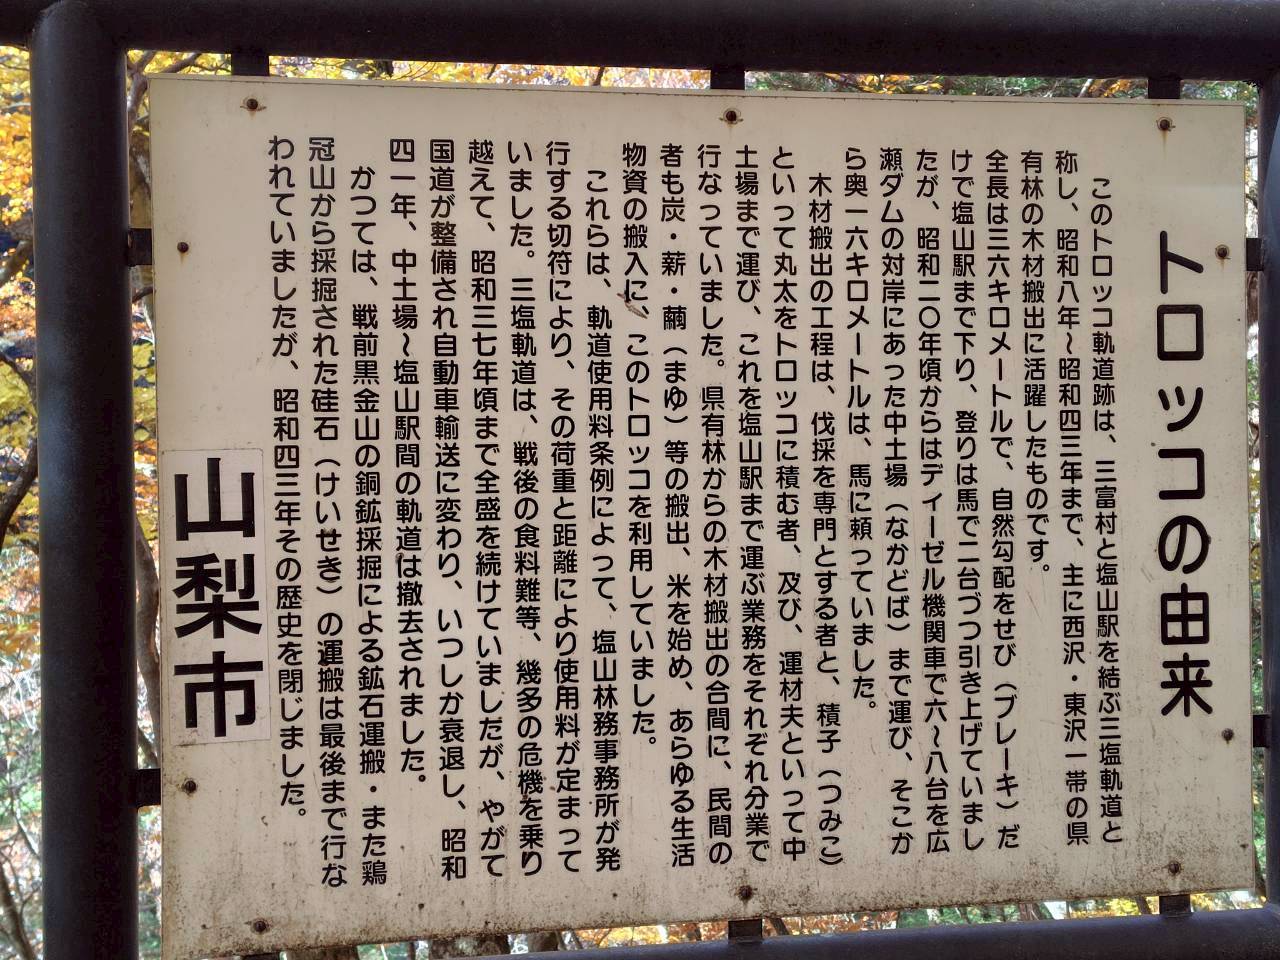 トロッコの由来
このトロッコ軌道跡は、三富村と塩山駅を結ぶ三塩軌道と
称し、昭和八年〜昭和四三年まで、主に西沢・東沢一帯の県
有林の木材搬出に活躍したものです。
全長は三六キロメートルで、自然勾配をせび（ブレーキ）だ
けで塩山駅まで下り、登りは馬で二台づつ引き上げていまし
たが、昭和二〇年頃からはディーゼル機関車で六〜八台を広
瀬ダムの対岸にあった中土場（なかどば）まで運び、そこか
ら奥一六キロメートルは、馬に頼っていました。
木材搬出の工程は、伐採を専門とする者と、積子（つみこ）
といって丸太をトロッコに積む者、及び、運材夫といって中
土場まで運び、これを塩山駅まで運ぶ業務をそれぞれ分業で
行なっていました。県有林からの木材搬出の合間に、民間の
者も炭・薪・繭（まゆ）等の搬出、米を始め、あらゆる生活
物資の搬入に、このトロッコを利用していました。
これらは、軌道使用料条例によって、塩山林務事務所が発
行する切符により、その荷重と距離により使用料が定まって
いました。三塩軌道は、戦後の食料難等、幾多の危機を乗り
越えて、昭和三七年頃まで全盛を続けていましだが、やがて
国道が整備され自動車輸送に変わり、いつしか衰退し、昭和
四一年、中土場〜塩山駅間の軌道は撤去されました。
かつては、戦前黒金山の銅鉱採掘による鉱石運搬・また鶏
冠山から採掘された硅石（けいせき）の運搬は最後まで行な
われていましたが、昭和四三年その歴史を閉じました。
山梨市